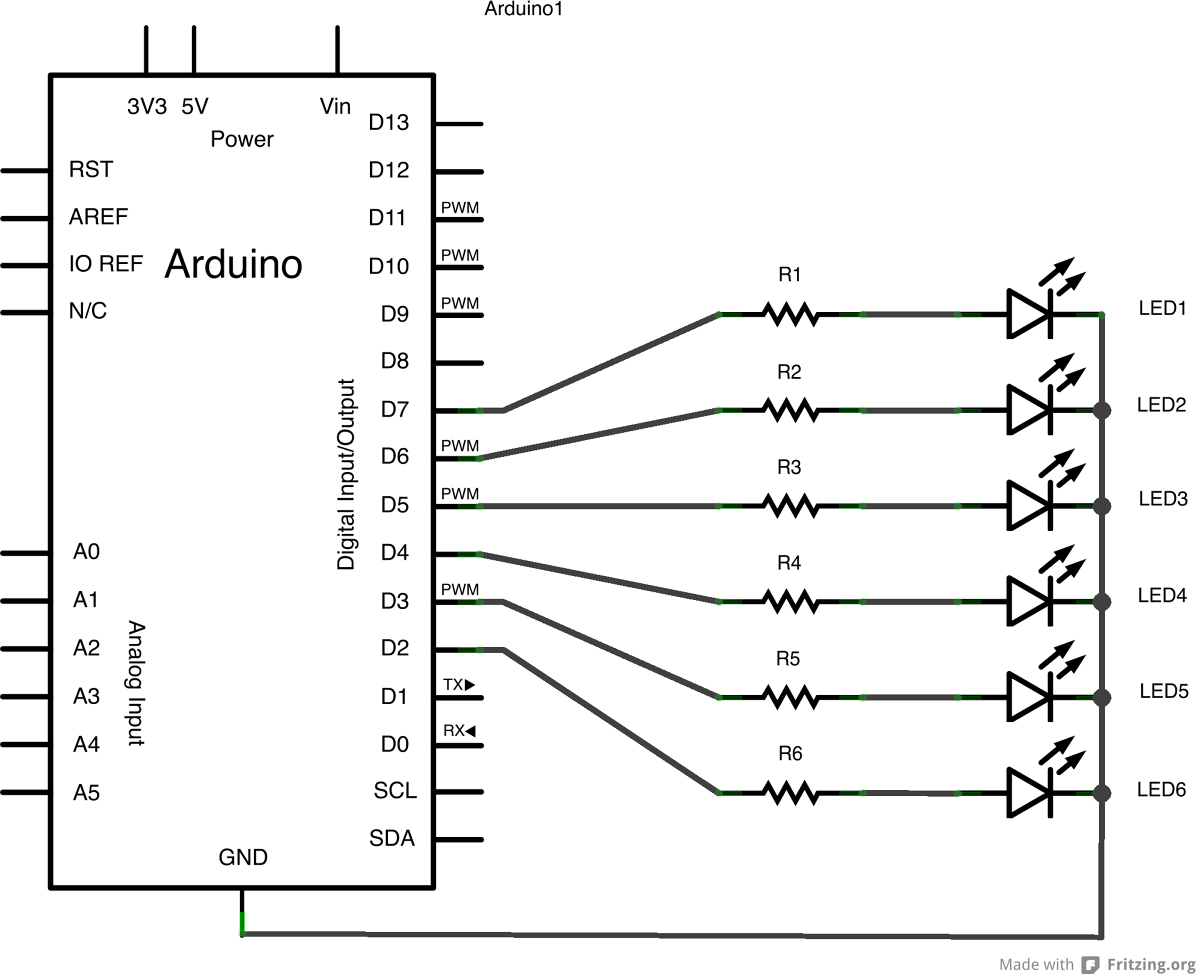 Arduino1
3V3 5V Vin
Power
RST
AREF
IO REF
N/C
Arduino
D13
D12
D11 PWM
D10 PWM
D9 PWM
D8
D7
D6 PWM
D5 PWM
D4
D3 PWM
D2
D1 TX
D0 RX
SCL
SDA
Digital Input/Output
A0
A1
A2
A3
A4
A5
Analog Input
GND
R1
LED1
R2
LED2
R3
LED3
R4
LED4
R5
LED5
R6
LED6
Made with Fritzing.org